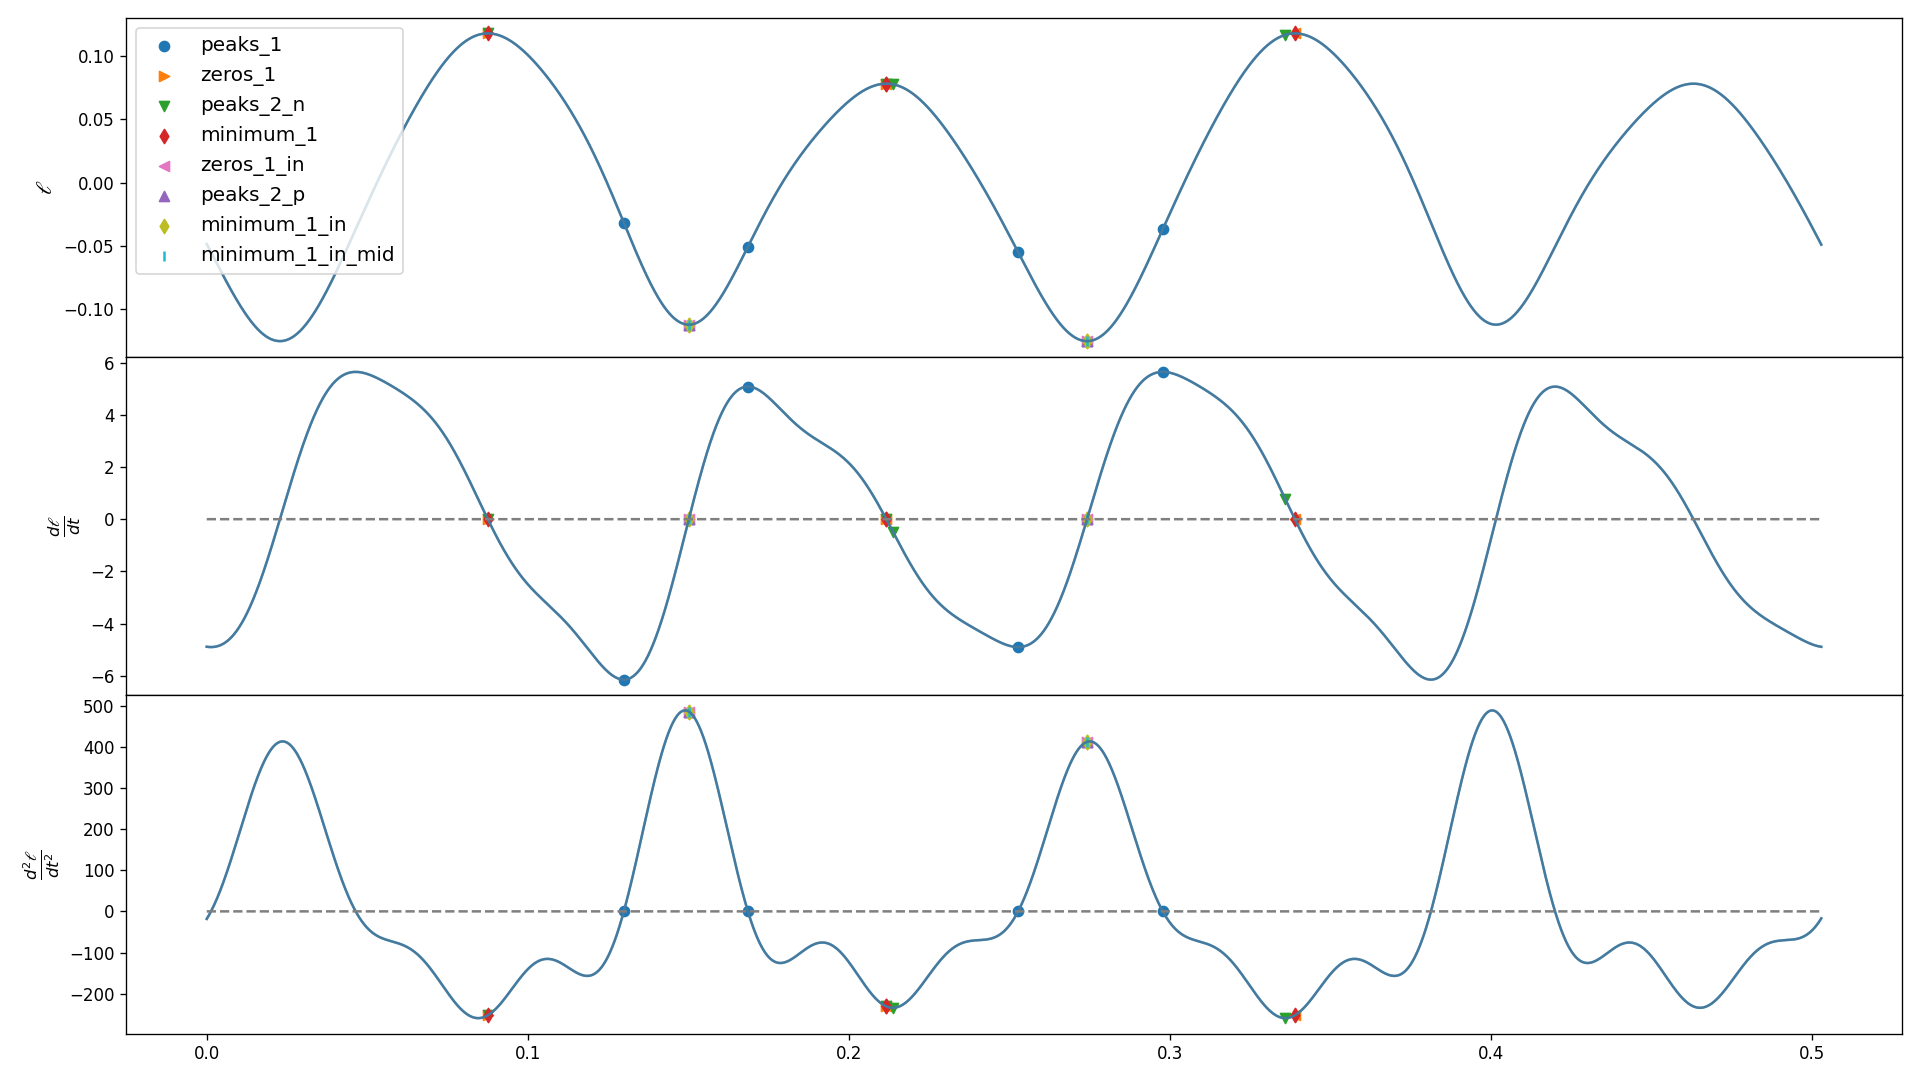 peaks_1
zeros_1
peaks_2_n
minimum_1
zeros_1_in
peaks_2_p
minimum_1_in
minimum_1_in_mid
0.10
0.05
0.00
−0.05
−0.10
ℓ
6
4
2
0
−2
−4
−6
dℓ
dt
500
400
300
200
100
0
−100
−200
d²ℓ
dt²
0.0 0.1 0.2 0.3 0.4 0.5